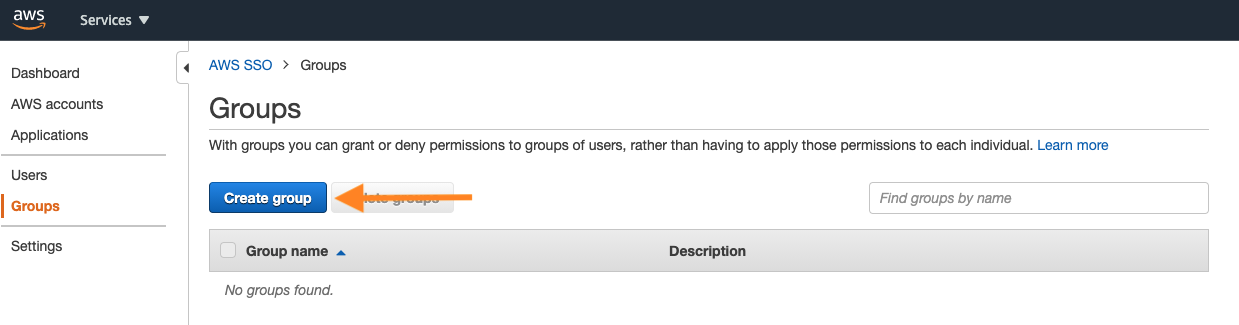 aws Services ▼
Dashboard
AWS accounts
Applications
Users
Groups
Settings
AWS SSO > Groups
Groups
With groups you can grant or deny permissions to groups of users, rather than having to apply those permissions to each individual. Learn more
Create group groups Find groups by name
Group name Description
No groups found.